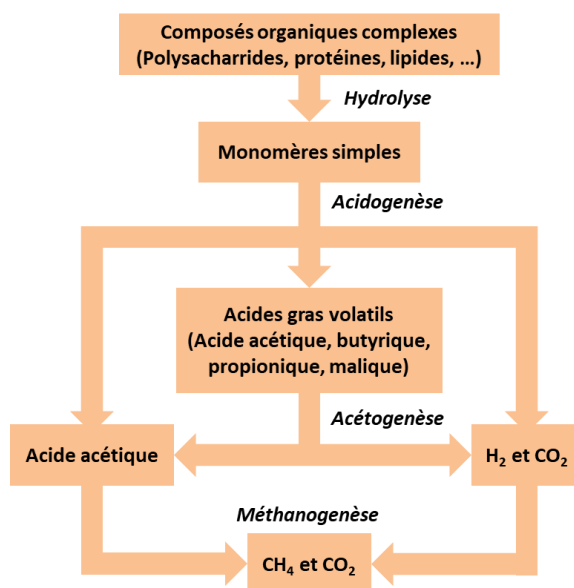 Composés organiques complexes
(Polysacharrides, protéines, lipides, …)
Hydrolyse
Monomères simples
Acidogenèse
Acides gras volatils
(Acide acétique, butyrique,
propionique, malique)
Acétogenèse
Acide acétique
H₂ et CO₂
Méthanogenèse
CH₄ et CO₂